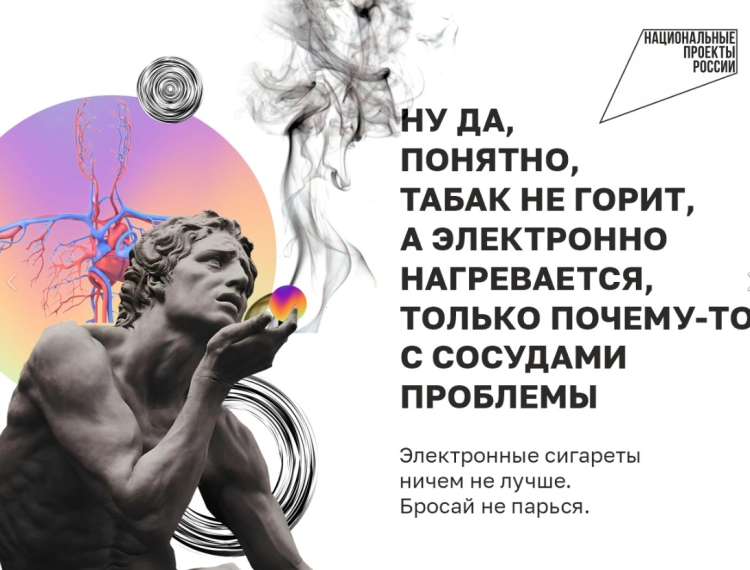 НАЦИОНАЛЬНЫЕ
ПРОЕКТЫ
РОССИИ
НУ ДА,
ПОНЯТНО,
ТАБАК НЕ ГОРИТ,
А ЭЛЕКТРОННО
НАГРЕВАЕТСЯ,
ТОЛЬКО ПОЧЕМУ-ТО
С СОСУДАМИ
ПРОБЛЕМЫ
Электронные сигареты
ничем не лучше.
Бросай не парься.